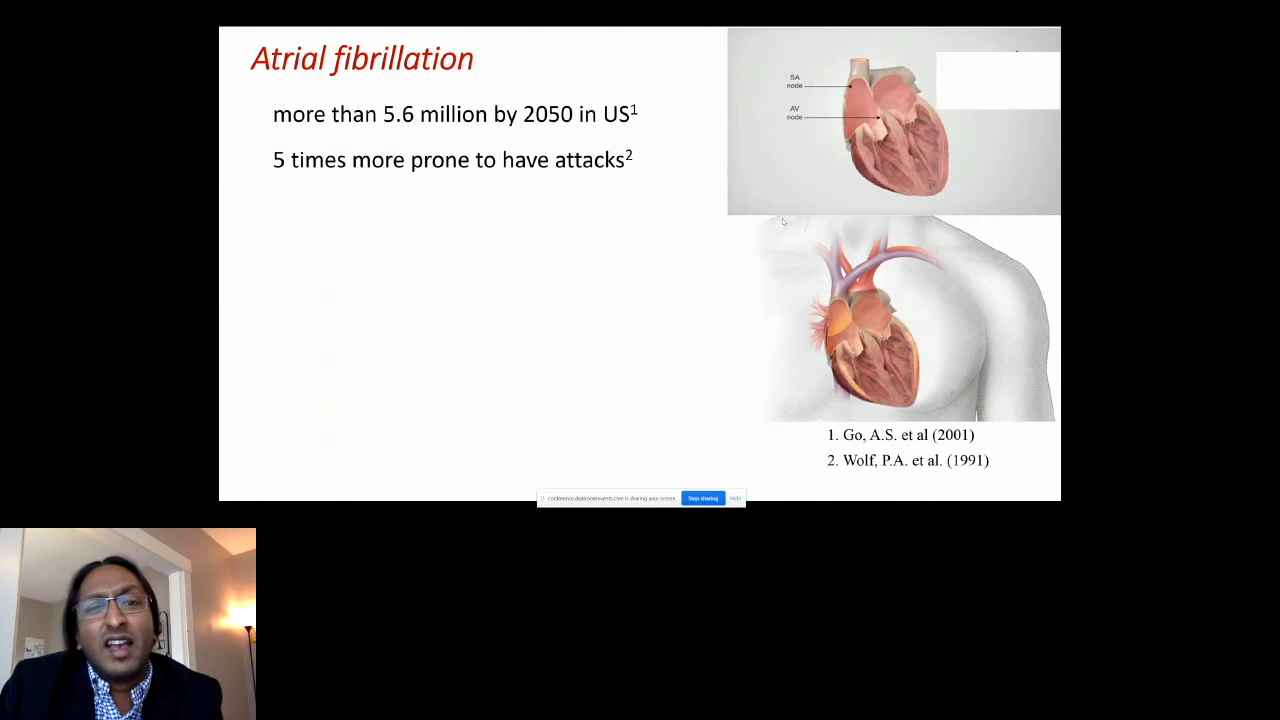 Atrial fibrillation
more than 5.6 million by 2050 in US¹
5 times more prone to have attacks²
SA
node
AV
node
1. Go, A.S. et al (2001)
2. Wolf, P.A. et al. (1991)
conference.dealroomevents.com is sharing your screen Stop sharing Hide